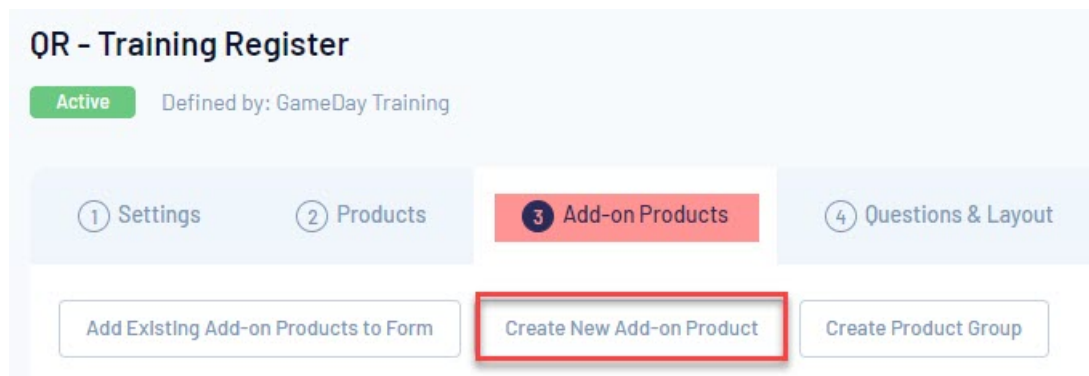 QR - Training Register
Active Defined by: GameDay Training
1 Settings 2 Products 3 Add-on Products 4 Questions & Layout
Add Existing Add-on Products to Form Create New Add-on Product Create Product Group